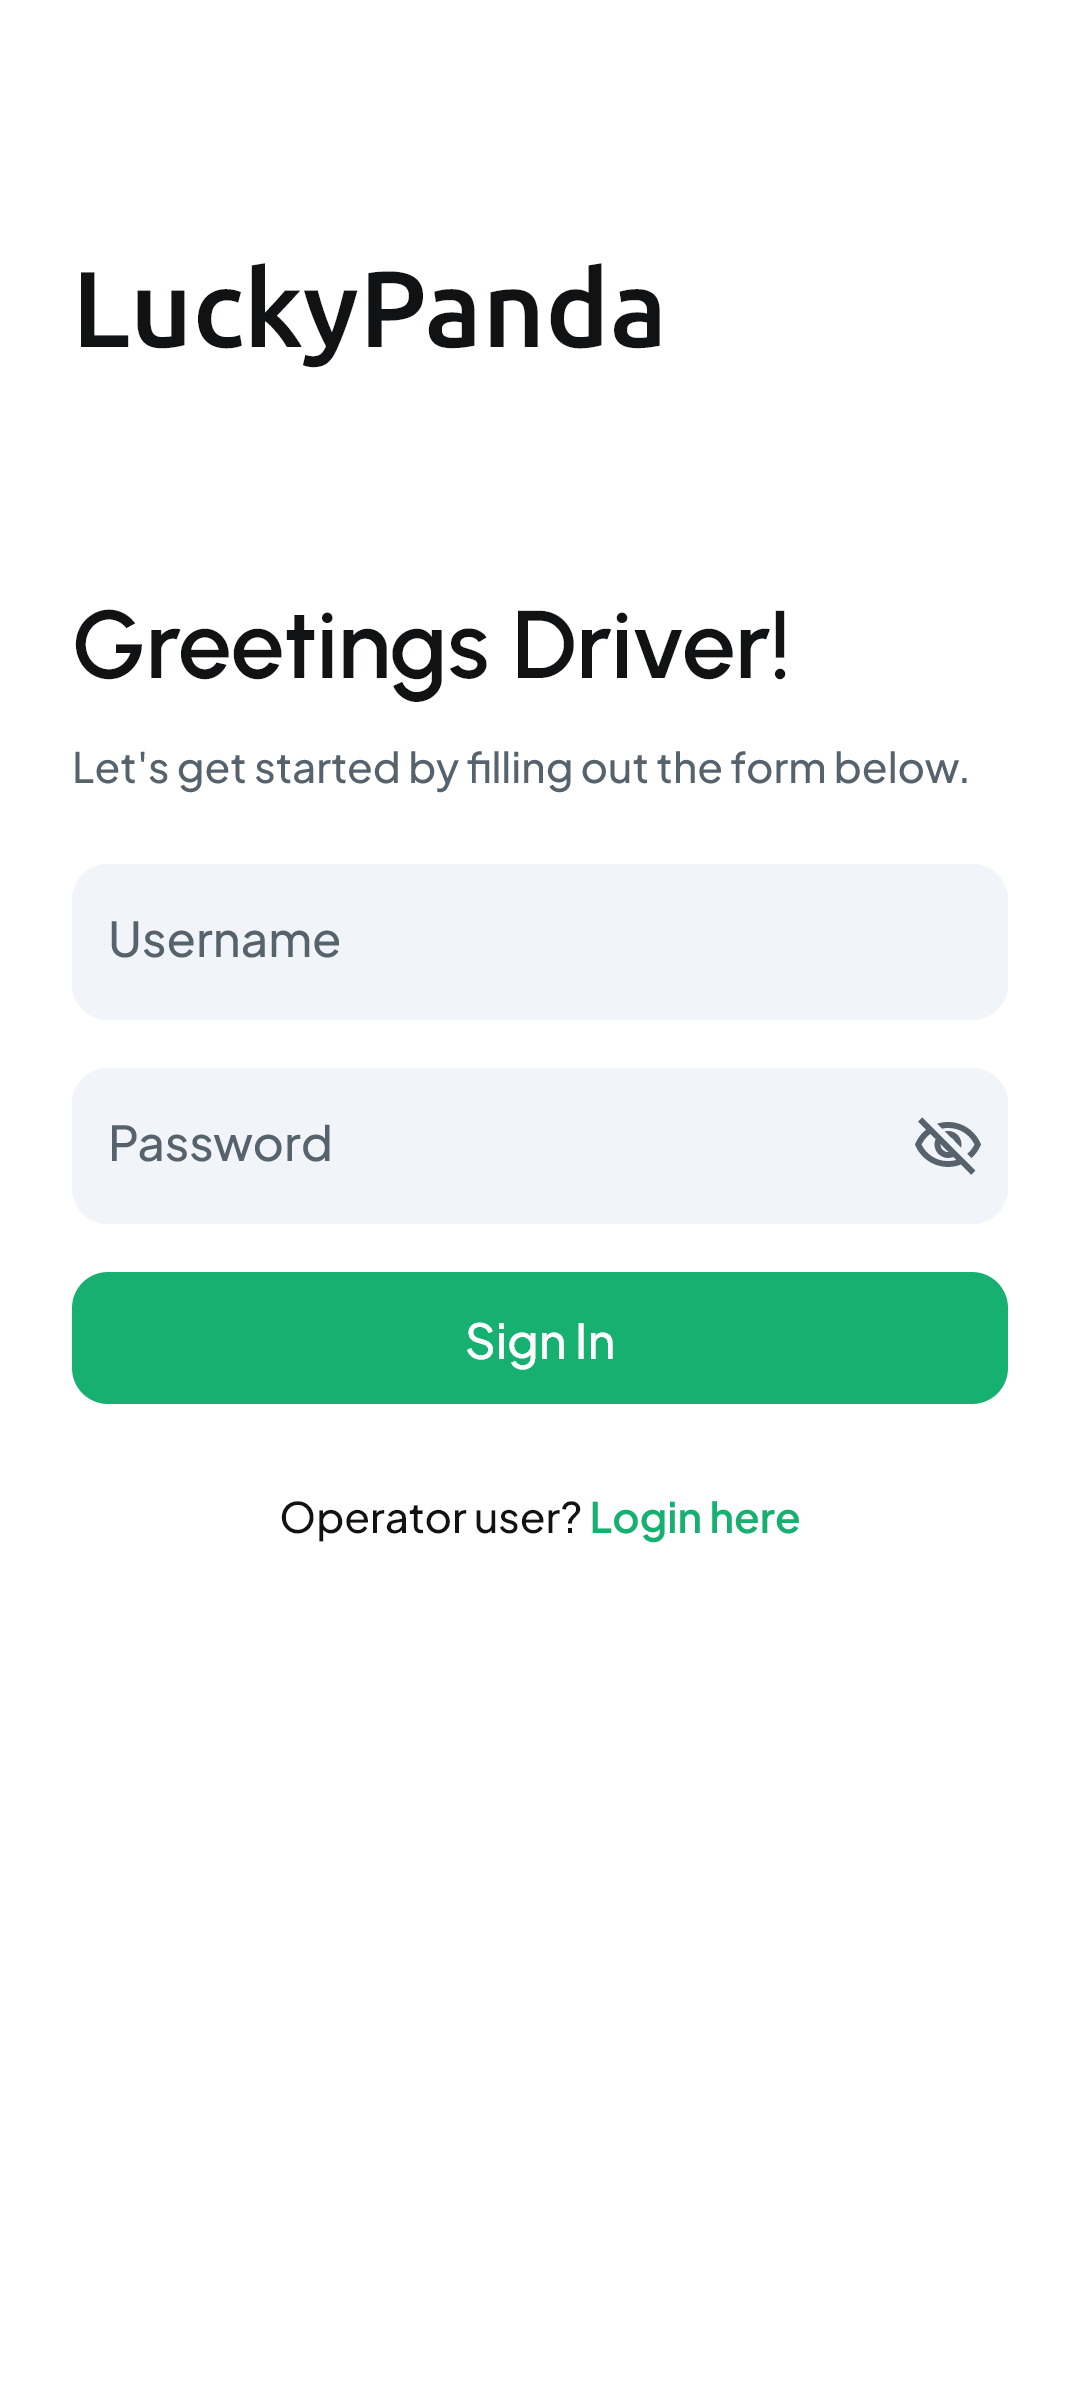 LuckyPanda
Greetings Driver!
Let's get started by filling out the form below.
Username
Password
Sign In
Operator user? Login here